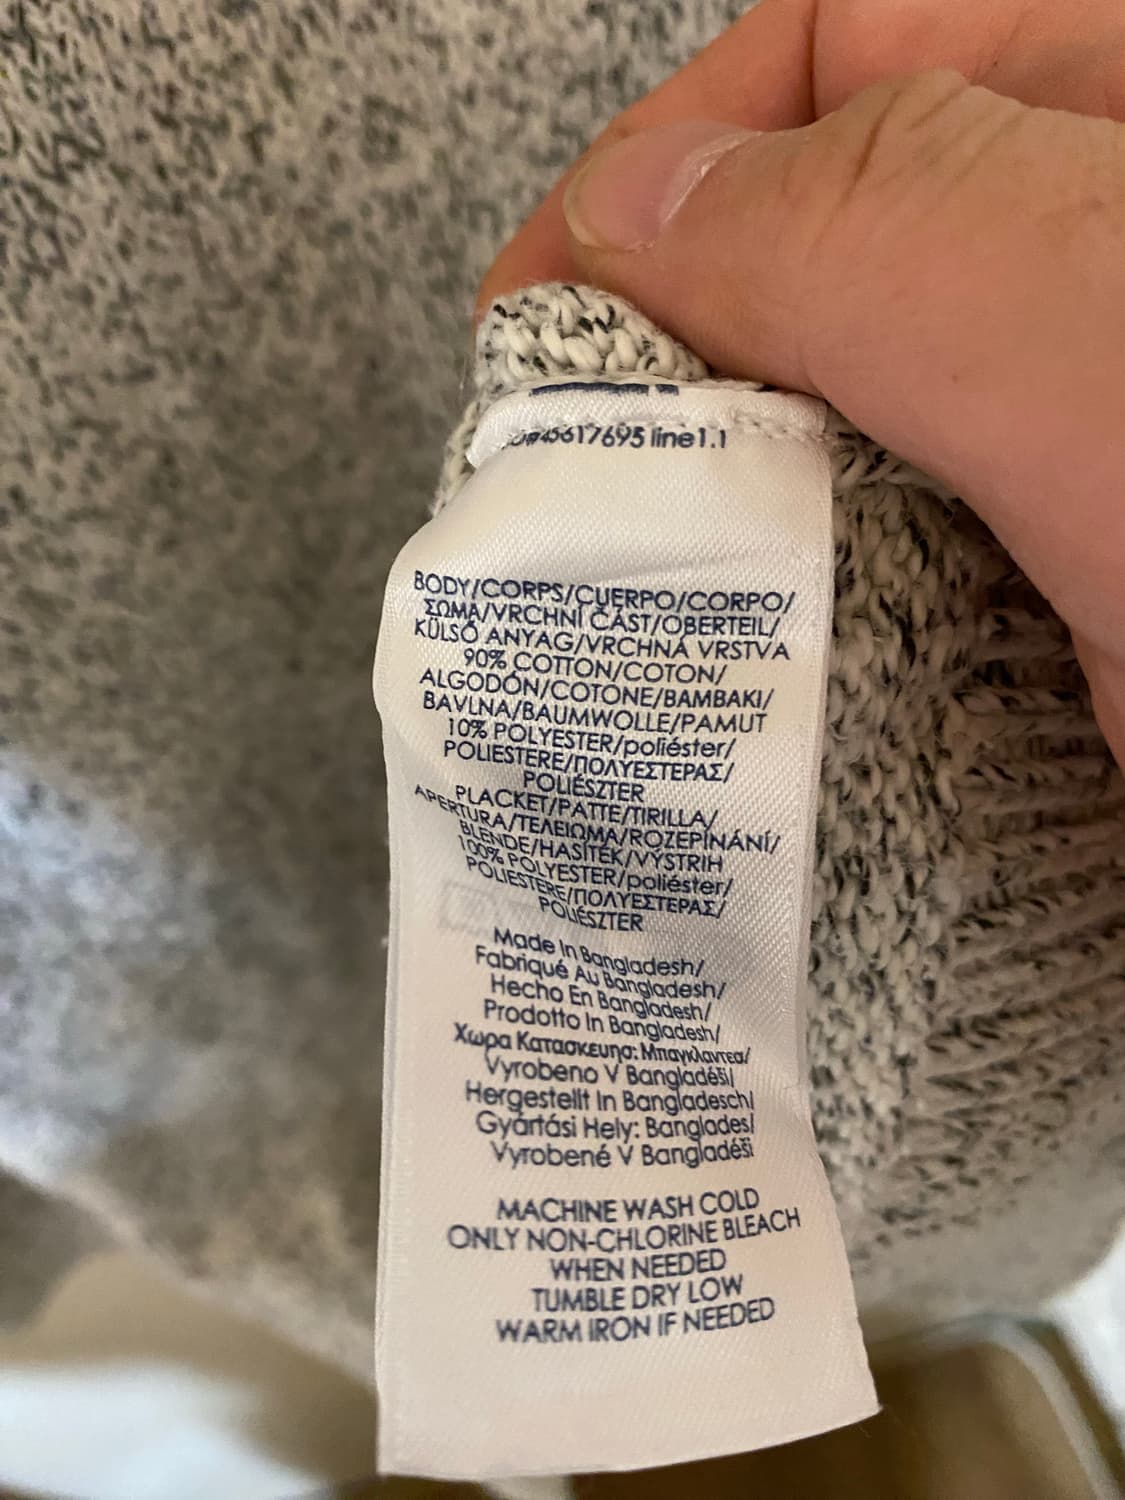 45617695 line1.1
BODY/CORPS/CUERPO/CORPO/
ΣΩΜΑ/VRCHNÍ ČÁST/OBERTEIL/
KÜLSŐ ANYAG/VRCHNÁ VRSTVA
90% COTTON/COTON/
ALGODÓN/COTONE/BAMBAKI/
BAVLNA/BAUMWOLLE/PAMUT
10% POLYESTER/poliéster/
POLIESTERE/ΠΟΛΥΕΣΤΕΡΑΣ/
POLIÉSZTER
PLACKET/PATTE/TIRILLA/
APERTURA/ΤΕΛΕΙΩΜΑ/ROZEPÍNÁNÍ/
BLENDE/HASÍTÉK/VÝSTRIH
100% POLYESTER/poliéster/
POLIESTERE/ΠΟΛΥΕΣΤΕΡΑΣ/
POLIÉSZTER
Made In Bangladesh/
Fabriqué Au Bangladesh/
Hecho En Bangladesh/
Prodotto In Bangladesh/
Χωρα Κατασκευησ: Μπαγκλαντεσ/
Vyrobeno V Bangladéši/
Hergestellt In Bangladesch/
Gyártási Hely: Banglades/
Vyrobené V Bangladéši
MACHINE WASH COLD
ONLY NON-CHLORINE BLEACH
WHEN NEEDED
TUMBLE DRY LOW
WARM IRON IF NEEDED